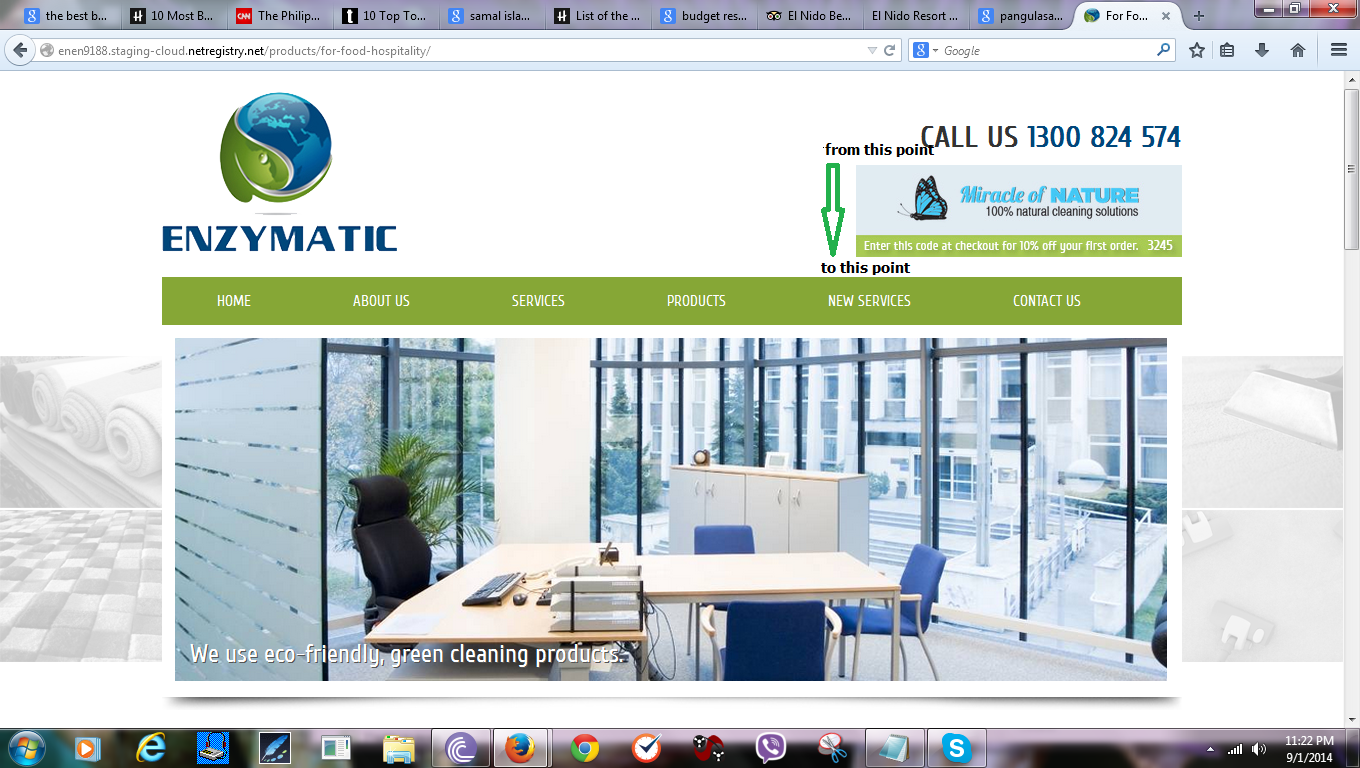 the best b...
10 Most B...
CNN
The Philip...
10 Top To...
samal isla...
List of the ...
budget res...
El Nido Be...
El Nido Resort ...
pangulasa...
For Fo...
enen9188.staging-cloud.netregistry.net/products/for-food-hospitality/
Google
CALL US 1300 824 574
from this point
Miracle of NATURE
100% natural cleaning solutions
ENZYMATIC
Enter this code at checkout for 10% off your first order. 3245
to this point
HOME
ABOUT US
SERVICES
PRODUCTS
NEW SERVICES
CONTACT US
We use eco-friendly, green cleaning products.
11:22 PM
9/1/2014